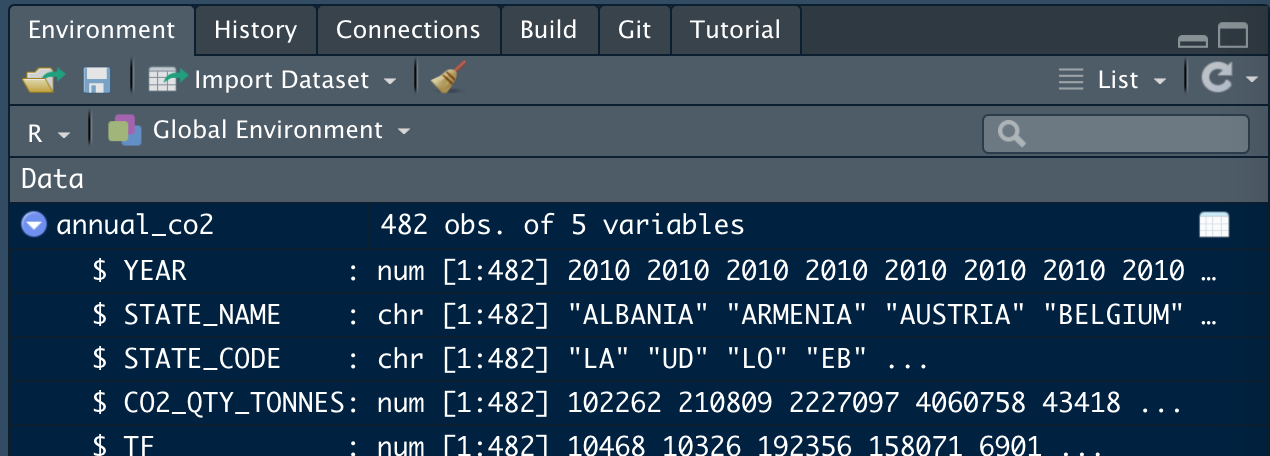 Environment History Connections Build Git Tutorial
Import Dataset List
R Global Environment
Data
annual_co2 482 obs. of 5 variables
$ YEAR : num [1:482] 2010 2010 2010 2010 2010 2010 2010 2010 …
$ STATE_NAME : chr [1:482] "ALBANIA" "ARMENIA" "AUSTRIA" "BELGIUM" …
$ STATE_CODE : chr [1:482] "LA" "UD" "LO" "EB" ...
$ CO2_QTY_TONNES: num [1:482] 102262 210809 2227097 4060758 43418 ...
$ TF : num [1:482] 10468 10326 192356 158071 6901 ...